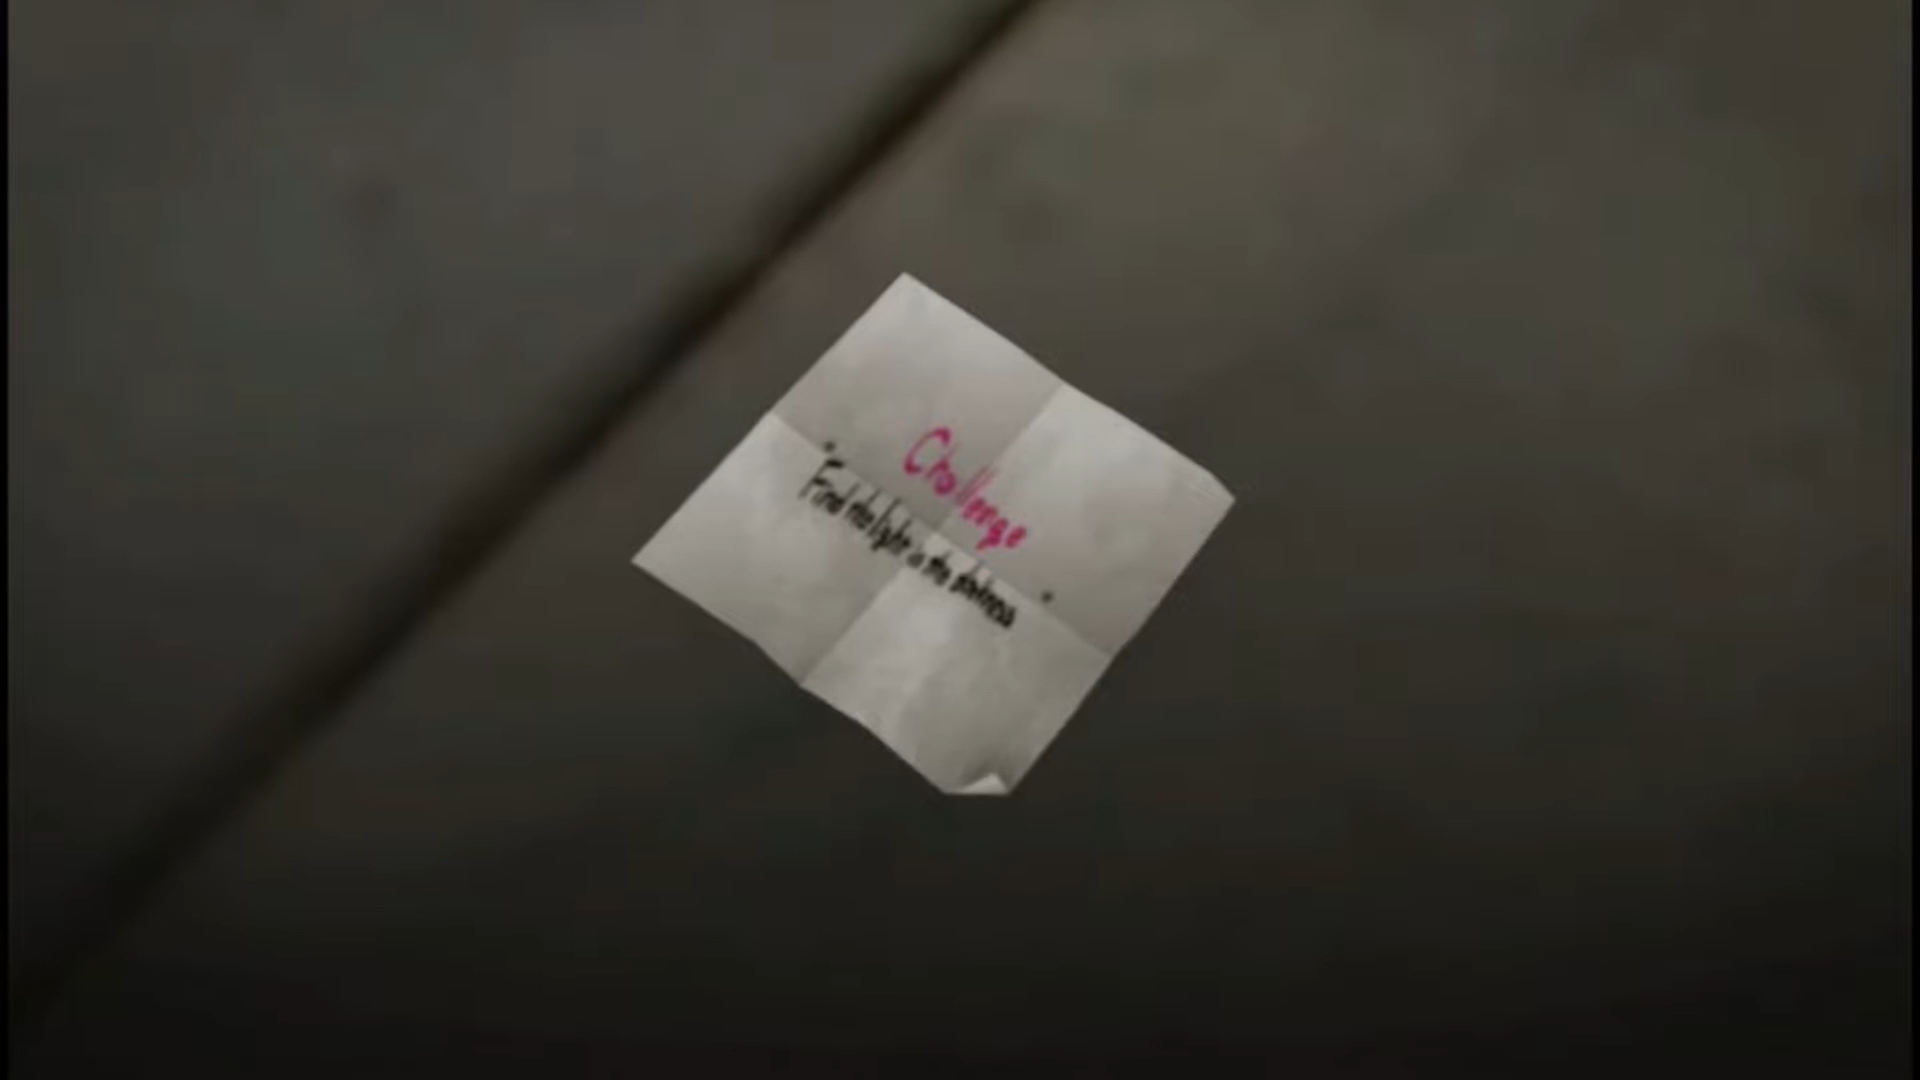 Challenge
"Find the light in the darkness"